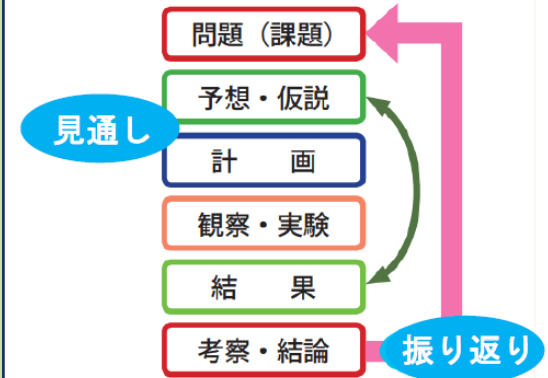 問題（課題）
予想・仮説
見通し
計　　画
観察・実験
結　　果
考察・結論
振り返り